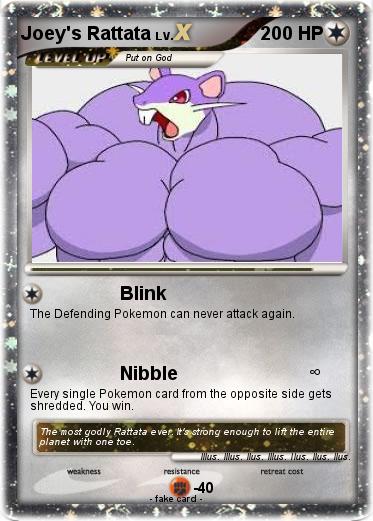 Joey's Rattata LV.X 200 HP
LEVEL-UP Put on God
Blink
The Defending Pokemon can never attack again.
Nibble ∞
Every single Pokemon card from the opposite side gets
shredded. You win.
The most godly Rattata ever, It's strong enough to lift the entire
planet with one toe.
Illus. Illus. Illus. Illus. Illus. Illus. Illus.
weakness resistance retreat cost
-40
- fake card -